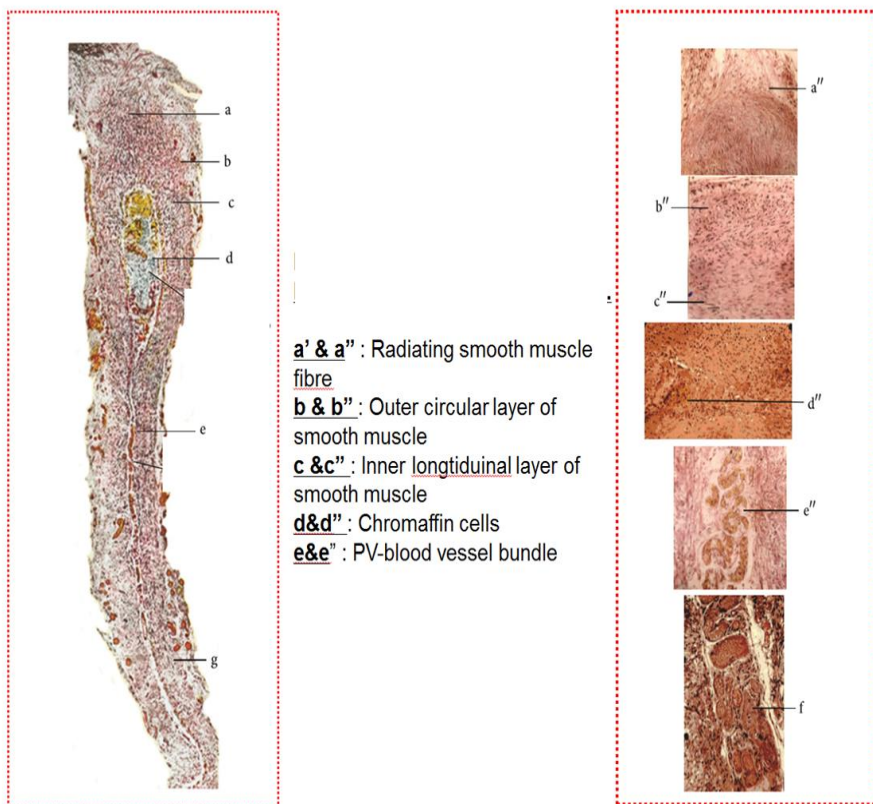 a
b
c
d
e
g
a’ & a” : Radiating smooth muscle
fibre
b & b” : Outer circular layer of
smooth muscle
c &c” : Inner longtiduinal layer of
smooth muscle
d&d” : Chromaffin cells
e&e” : PV-blood vessel bundle
a″
b″
c″
d″
e″
f